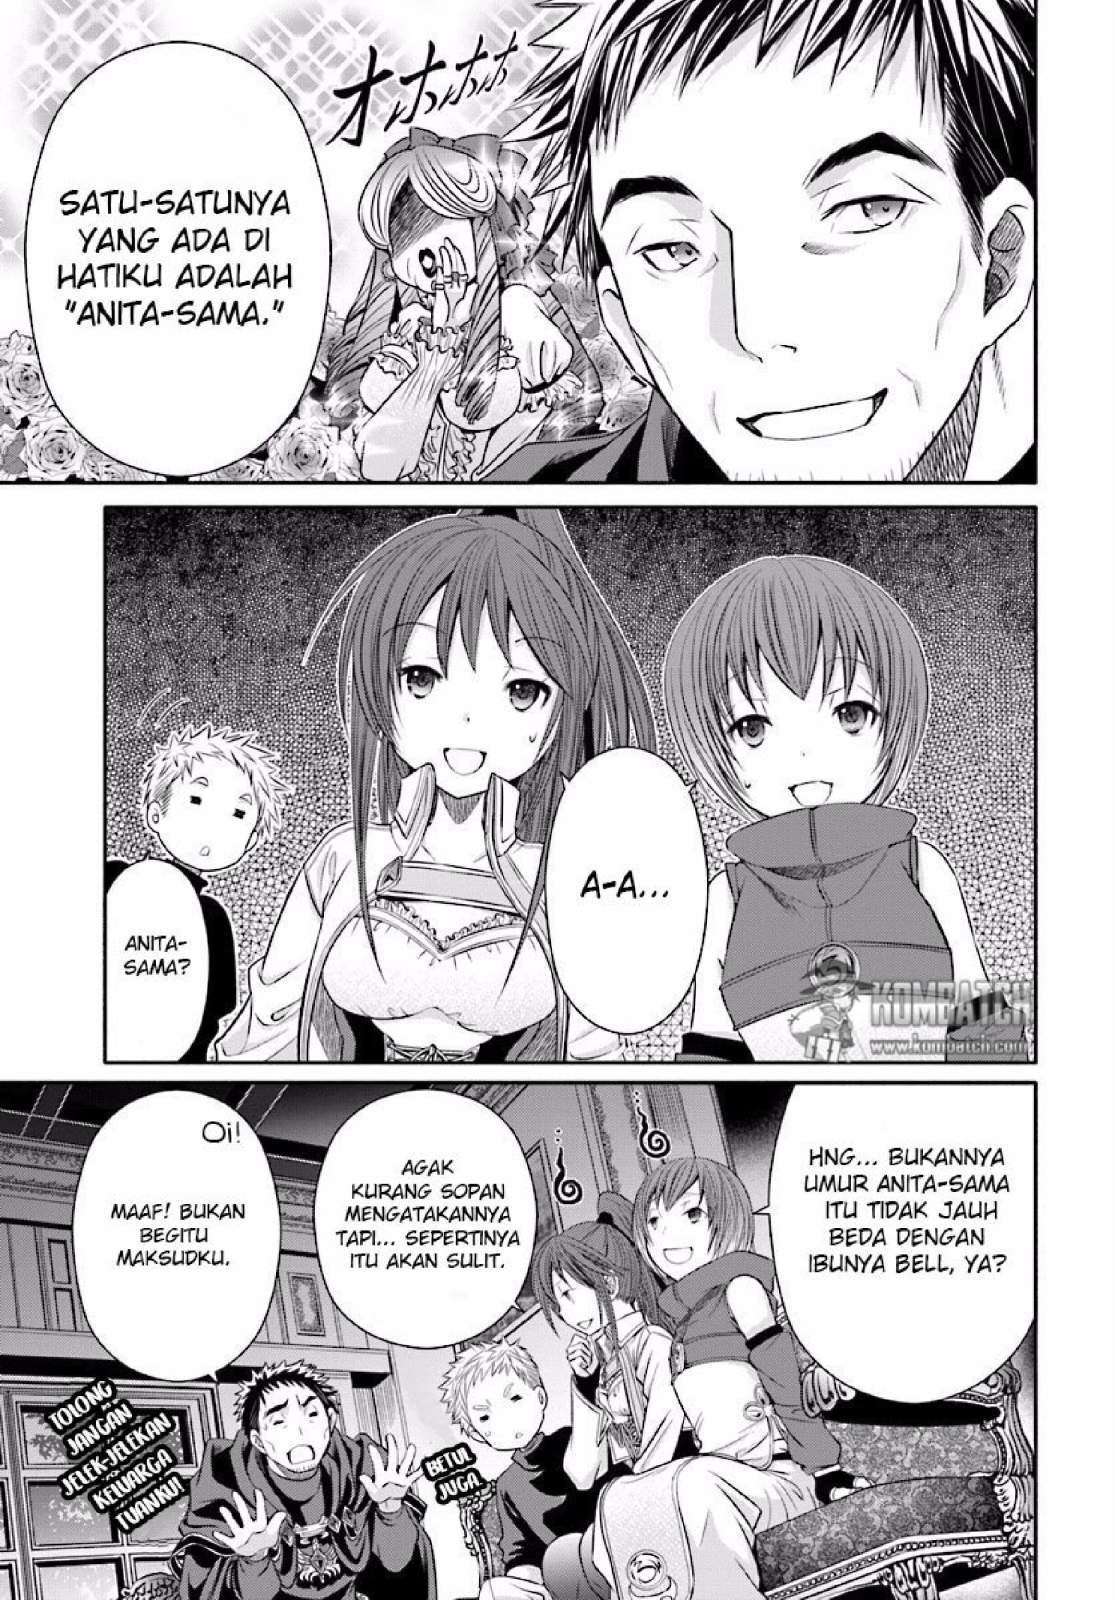 オホホホ
SATU-SATUNYA
YANG ADA DI
HATIKU ADALAH
"ANITA-SAMA."
A-A...
ANITA-
SAMA?
KOMBATCH
www.kombatch.com
HNG... BUKANNYA
UMUR ANITA-SAMA
ITU TIDAK JAUH
BEDA DENGAN
IBUNYA BELL, YA?
AGAK
KURANG SOPAN
MENGATAKANNYA
TAPI... SEPERTINYA
ITU AKAN SULIT.
BETUL
JUGA
Oi!
MAAF! BUKAN
BEGITU
MAKSUDKU.
TOLONG
JANGAN
JELEK-JELEKAN
KELUARGA
TUANKU!